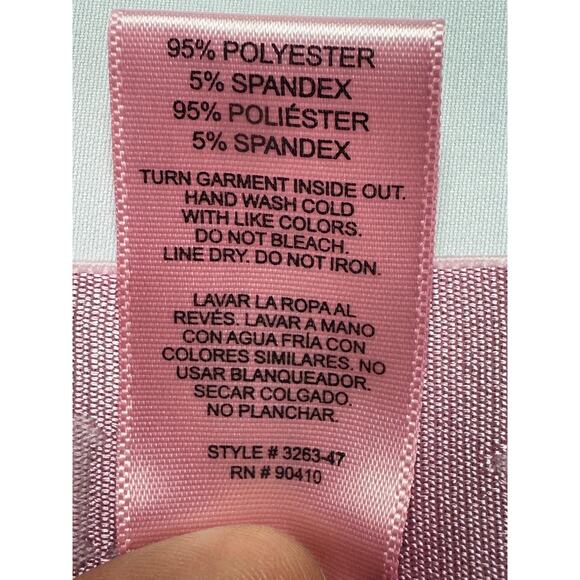 95% POLYESTER
5% SPANDEX
95% POLIÉSTER
5% SPANDEX
TURN GARMENT INSIDE OUT.
HAND WASH COLD
WITH LIKE COLORS.
DO NOT BLEACH.
LINE DRY. DO NOT IRON.
LAVAR LA ROPA AL
REVÉS. LAVAR A MANO
CON AGUA FRÍA CON
COLORES SIMILARES. NO
USAR BLANQUEADOR.
SECAR COLGADO.
NO PLANCHAR.
STYLE # 3263-47
RN # 90410